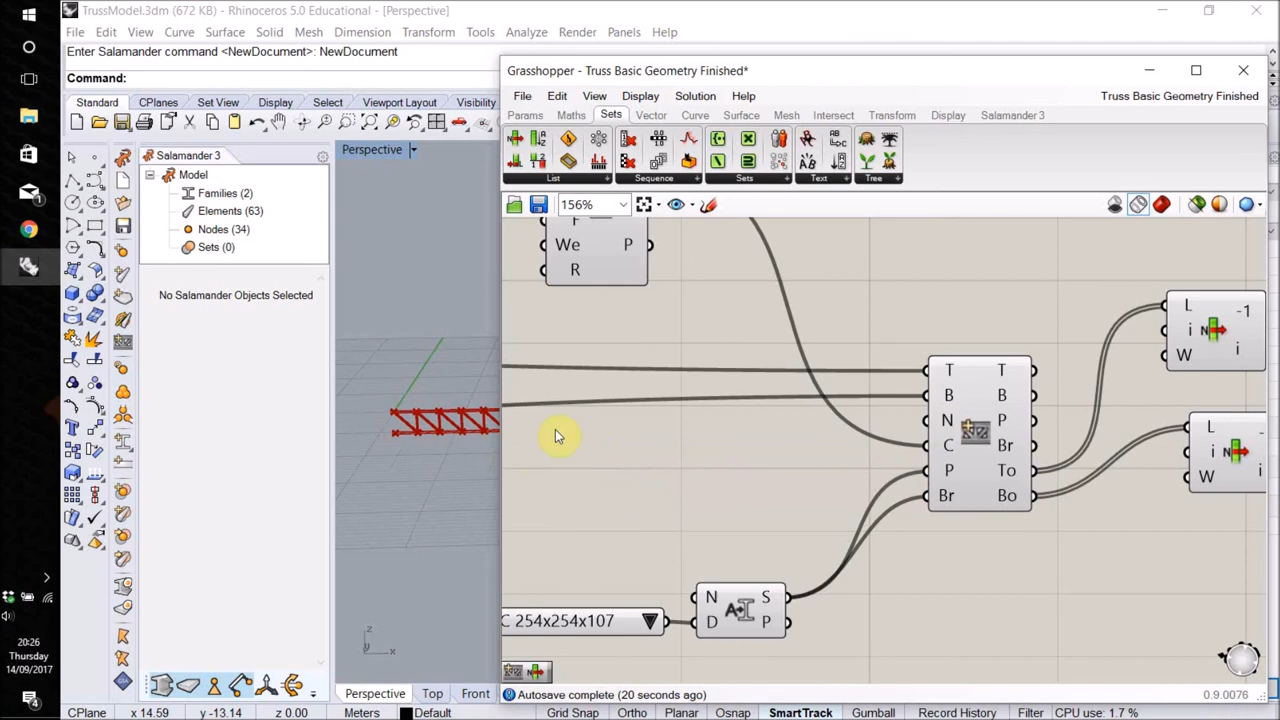 TrussModel.3dm (672 KB) - Rhinoceros 5.0 Educational - [Perspective]
File Edit View Curve Surface Solid Mesh Dimension Transform Tools Analyze Render Panels Help
Enter Salamander command <NewDocument>: NewDocument
Command:
Standard CPlanes Set View Display Select Viewport Layout Visibility
Salamander 3
Model
Families (2)
Elements (63)
Nodes (34)
Sets (0)
No Salamander Objects Selected
Perspective
z
y
x
Grasshopper - Truss Basic Geometry Finished*
File Edit View Display Solution Help Truss Basic Geometry Finished
Params Maths Sets Vector Curve Surface Mesh Intersect Transform Display Salamander 3
List Sequence Sets Text Tree
156%
We P
R
T T
B B
N P
C Br
P To
Br Bo
L -1
i N i
W
L
i N
W i
N S
D P
C 254x254x107
Autosave complete (20 seconds ago) 0.9.0076
Perspective Top Front
CPlane x 14.59 y -13.14 z 0.00 Meters Default Grid Snap Ortho Planar Osnap SmartTrack Gumball Record History Filter CPU use: 1.7 %
20:26
Thursday
14/09/2017